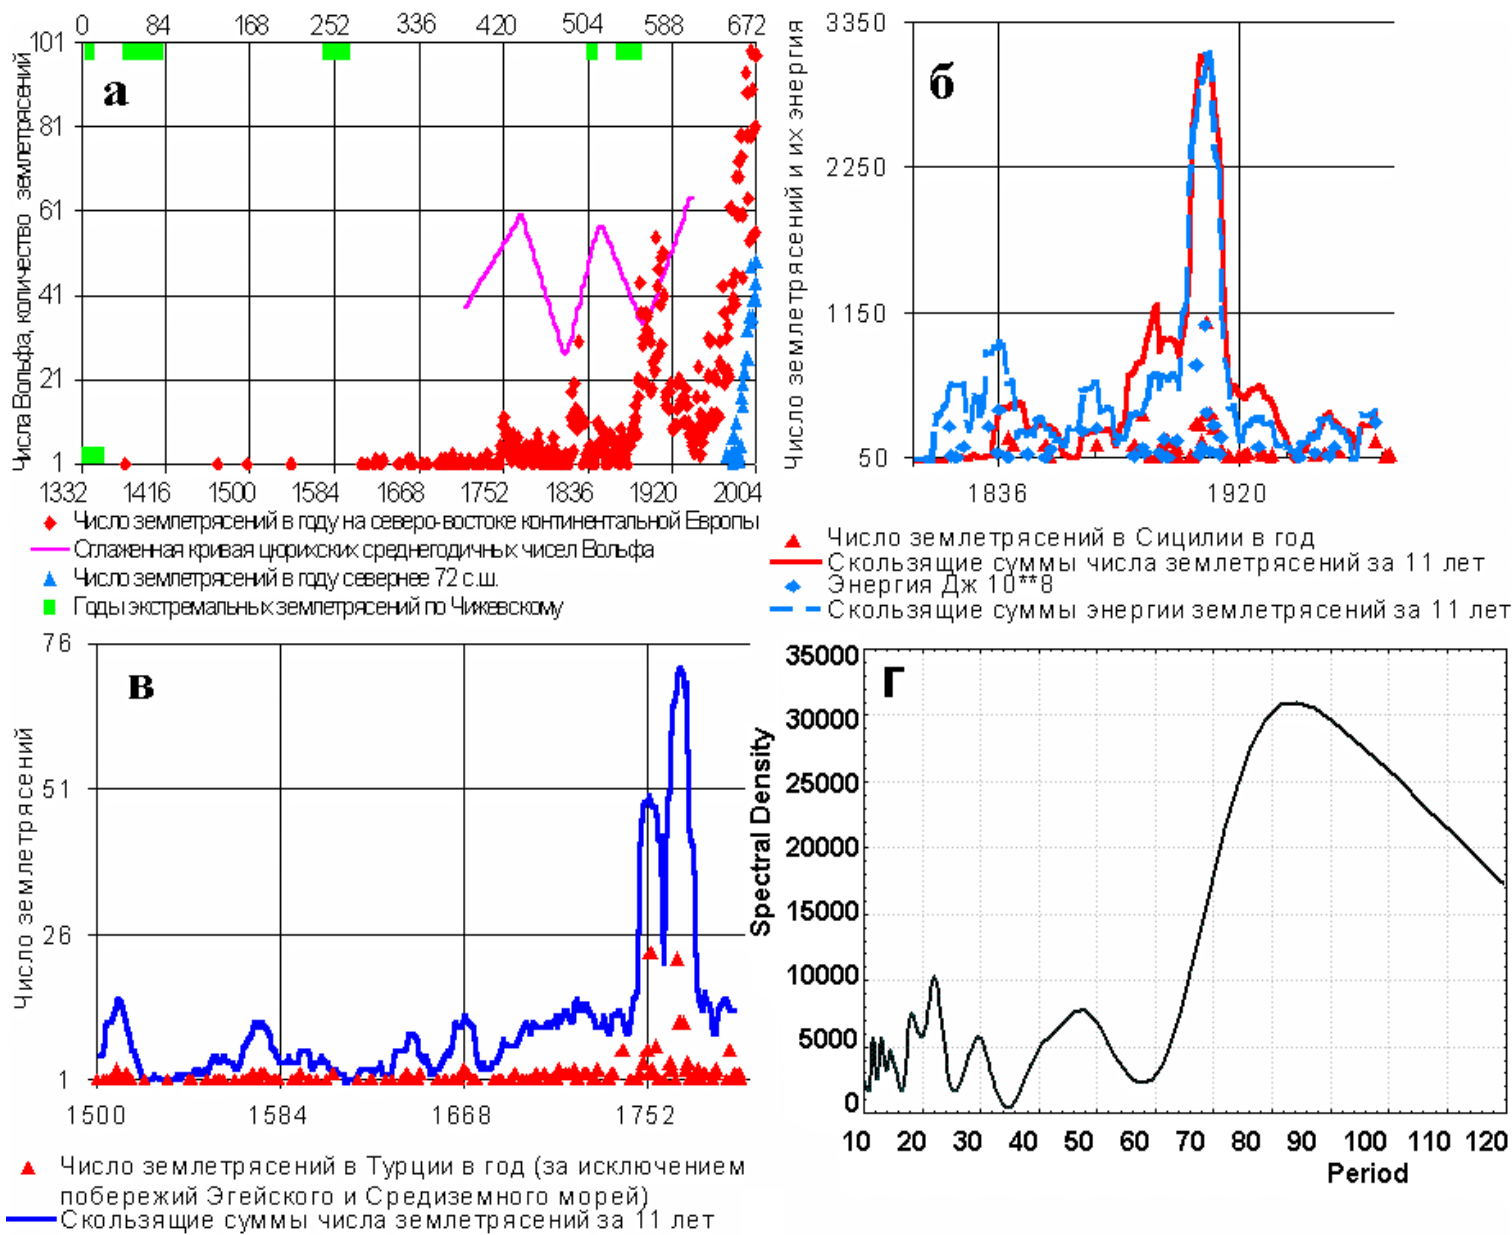 0 84 168 252 336 420 504 588 672
101
81
61
41
21
1
1332 1416 1500 1584 1668 1752 1836 1920 2004
Числа Вольфа, количество землетрясений
а
Число землетрясений в году на северо-востоке континентальной Европы
Сглаженная кривая цюрихских среднегодичных чисел Вольфа
Число землетрясений в году севернее 72 с.ш.
Годы экстремальных землетрясений по Чижевскому
3350
2250
1150
50
1836 1920
Число землетрясений и их энергия
б
Число землетрясений в Сицилии в год
Скользящие суммы числа землетрясений за 11 лет
Энергия Дж 10**8
Скользящие суммы энергии землетрясений за 11 лет
76
51
26
1
1500 1584 1668 1752
Число землетрясений
в
Число землетрясений в Турции в год (за исключением
побережий Эгейского и Средиземного морей)
Скользящие суммы числа землетрясений за 11 лет
35000
30000
25000
20000
15000
10000
5000
0
10 20 30 40 50 60 70 80 90 100 110 120
Spectral Density
Period
г